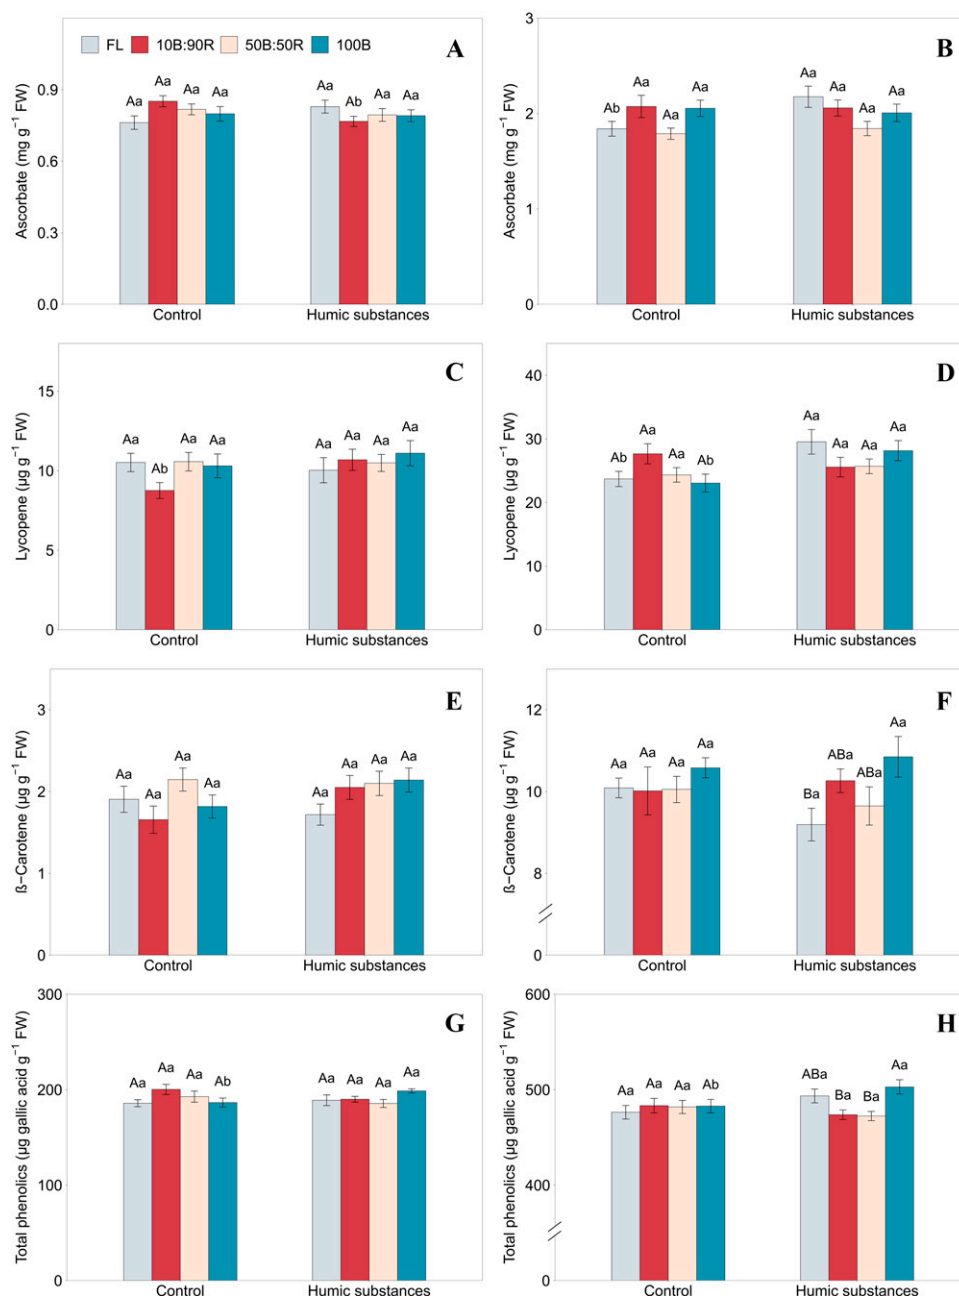 A
FL 10B:90R 50B:50R 100B
Ascorbate (mg g⁻¹ FW)
0.9
0.6
0.3
0.0
Aa Aa Aa Aa
Aa Ab Aa Aa
Control Humic substances
B
Ascorbate (mg g⁻¹ FW)
3
2
1
0
Ab Aa Aa Aa
Aa Aa Aa Aa
Control Humic substances
C
Lycopene (µg g⁻¹ FW)
15
10
5
0
Aa Ab Aa Aa
Aa Aa Aa Aa
Control Humic substances
D
Lycopene (µg g⁻¹ FW)
40
30
20
10
0
Ab Aa Aa Ab
Aa Aa Aa Aa
Control Humic substances
E
ß−Carotene (µg g⁻¹ FW)
3
2
1
0
Aa Aa Aa Aa
Aa Aa Aa Aa
Control Humic substances
F
ß−Carotene (µg g⁻¹ FW)
12
10
8
0
Aa Aa Aa Aa
Ba ABa ABa Aa
Control Humic substances
G
Total phenolics (µg gallic acid g⁻¹ FW)
300
200
100
0
Aa Aa Aa Ab
Aa Aa Aa Aa
Control Humic substances
H
Total phenolics (µg gallic acid g⁻¹ FW)
600
500
400
0
Aa Aa Aa Ab
ABa Ba Ba Aa
Control Humic substances